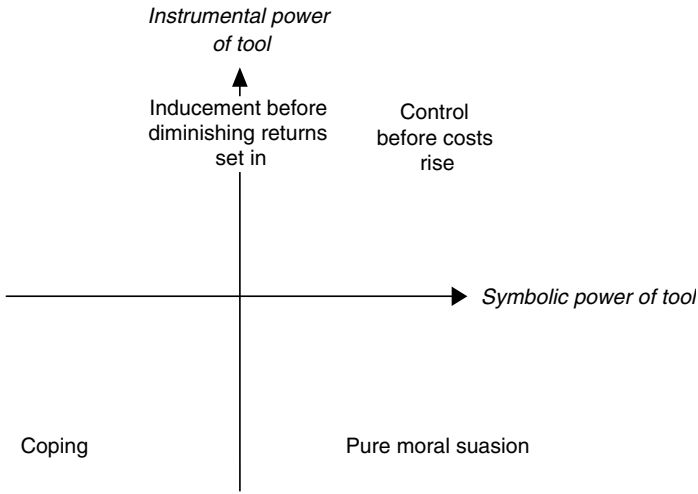 Instrumental power
of tool
Inducement before
diminishing returns
set in
Control
before costs
rise
Symbolic power of tool
Coping
Pure moral suasion